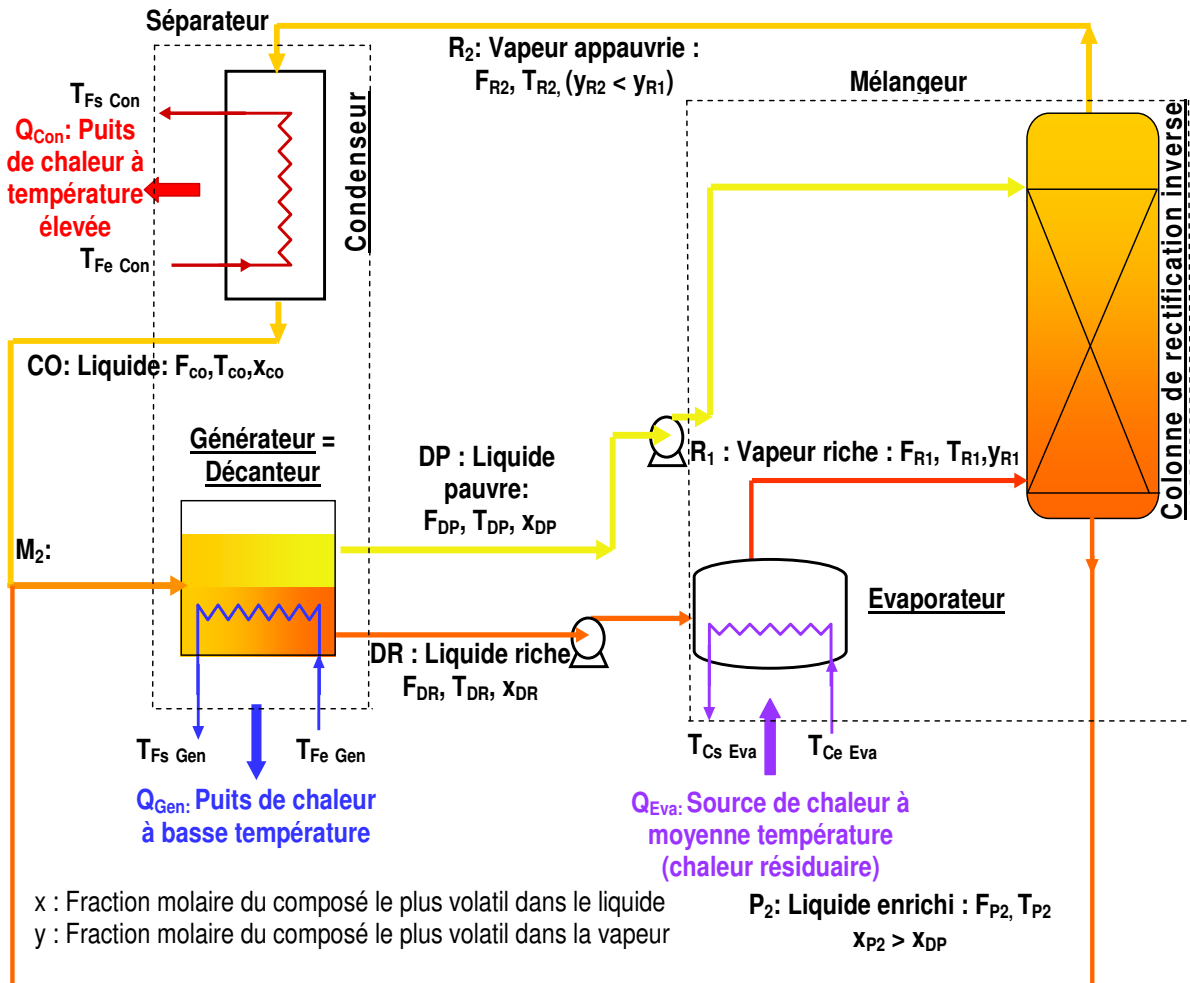 Séparateur
R2: Vapeur appauvrie :
FR2, TR2, (yR2 < yR1)
Mélangeur
TFs Con
QCon: Puits
de chaleur à
température
élevée
TFe Con
Condenseur
Colonne de rectification inverse
CO: Liquide: Fco,Tco,xco
Générateur =
Décanteur
DP : Liquide
pauvre:
FDP, TDP, xDP
R1 : Vapeur riche : FR1, TR1,yR1
M2:
Evaporateur
DR : Liquide riche
FDR, TDR, xDR
TFs Gen
TFe Gen
TCs Eva
TCe Eva
QGen: Puits de chaleur
à basse température
QEva: Source de chaleur à
moyenne température
(chaleur résiduaire)
x : Fraction molaire du composé le plus volatil dans le liquide
y : Fraction molaire du composé le plus volatil dans la vapeur
P2: Liquide enrichi : FP2, TP2
xP2 > xDP